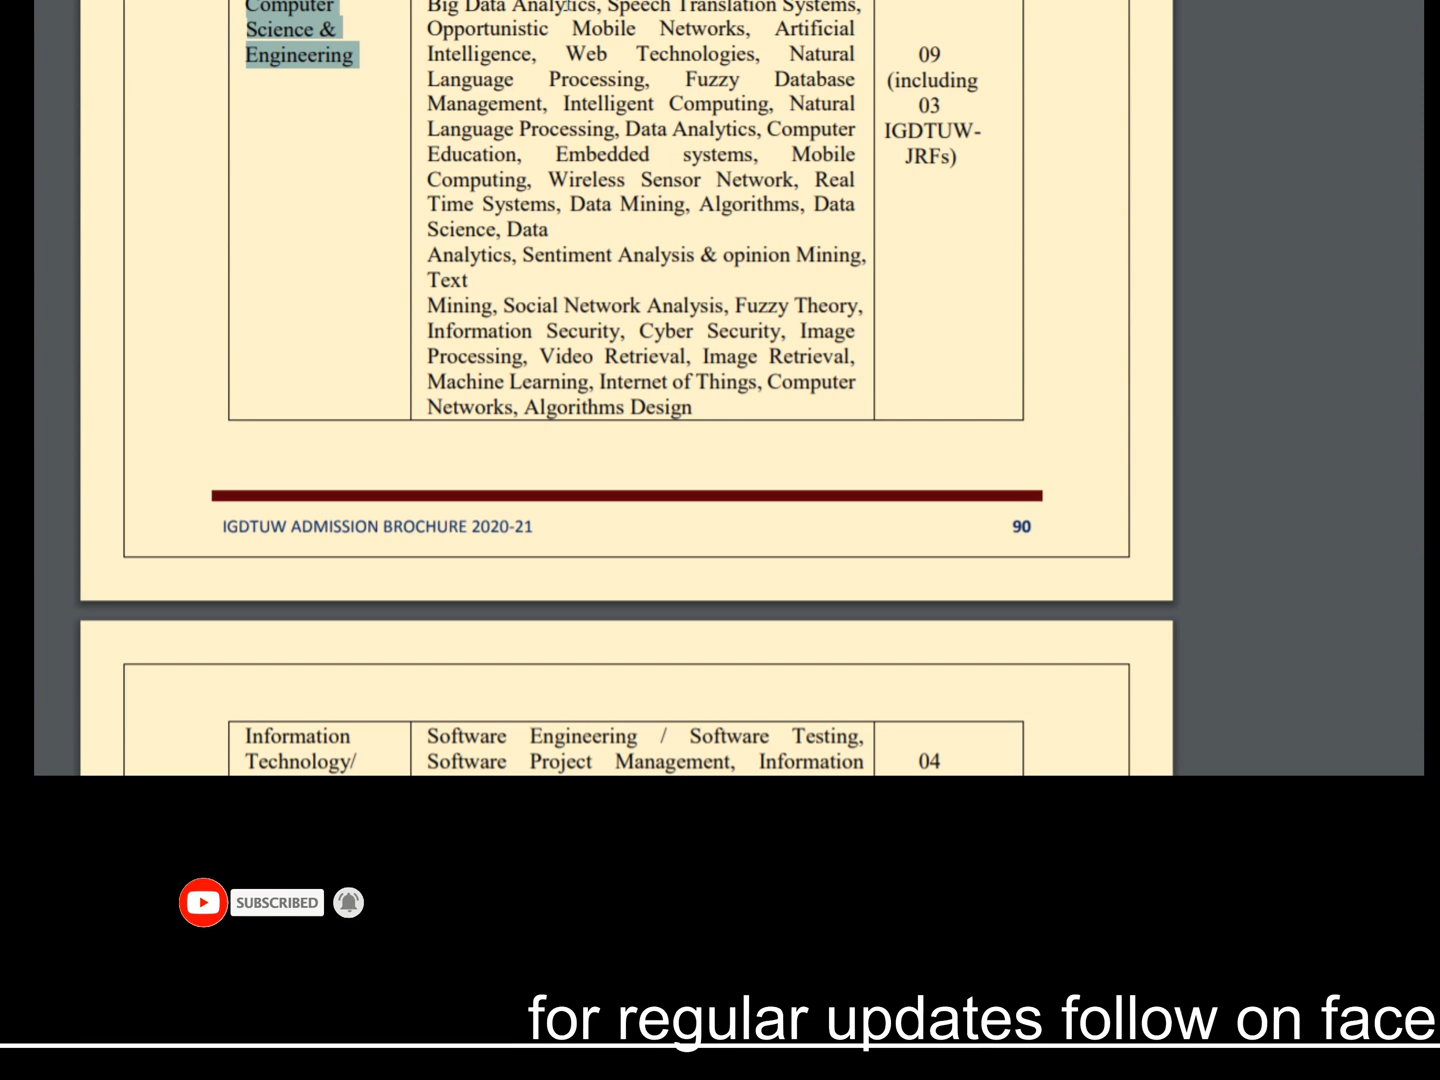 Computer
Science &
Engineering
Big Data Analytics, Speech Translation Systems,
Opportunistic Mobile Networks, Artificial
Intelligence, Web Technologies, Natural
Language Processing, Fuzzy Database
Management, Intelligent Computing, Natural
Language Processing, Data Analytics, Computer
Education, Embedded systems, Mobile
Computing, Wireless Sensor Network, Real
Time Systems, Data Mining, Algorithms, Data
Science, Data
Analytics, Sentiment Analysis & opinion Mining,
Text
Mining, Social Network Analysis, Fuzzy Theory,
Information Security, Cyber Security, Image
Processing, Video Retrieval, Image Retrieval,
Machine Learning, Internet of Things, Computer
Networks, Algorithms Design
09
(including
03
IGDTUW-
JRFs)
IGDTUW ADMISSION BROCHURE 2020-21 90
Information
Technology/
Software Engineering / Software Testing,
Software Project Management, Information
04
SUBSCRIBED
for regular updates follow on face